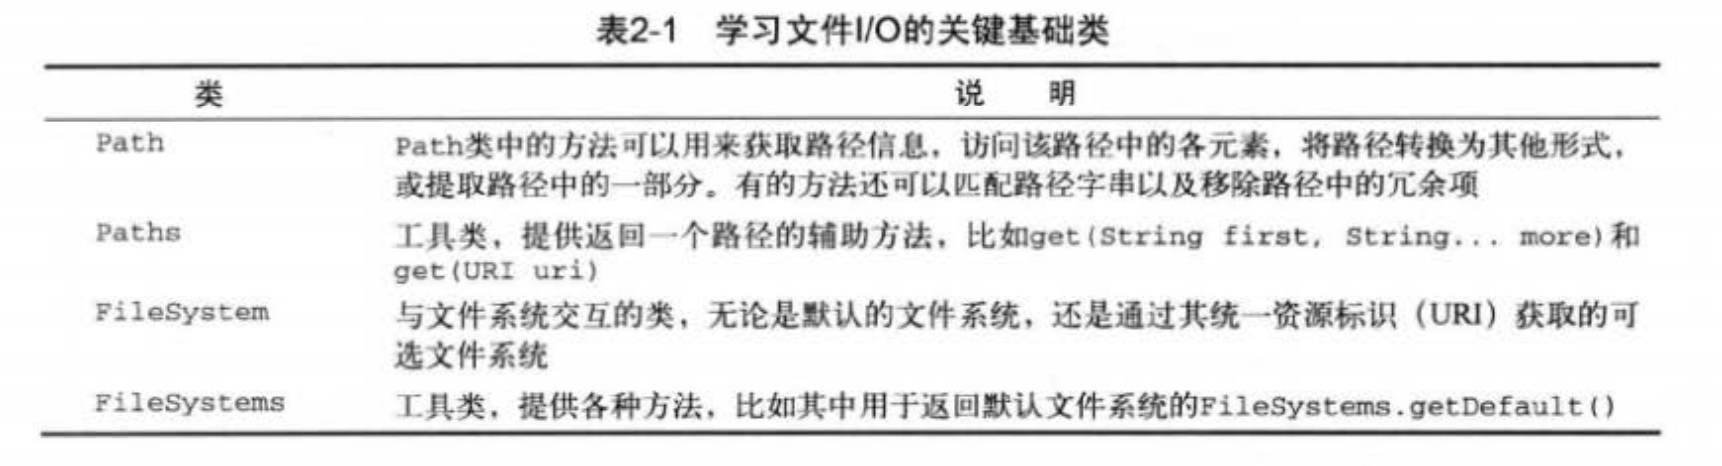 表2-1 学习文件I/O的关键基础类
类 说 明
Path Path类中的方法可以用来获取路径信息，访问该路径中的各元素，将路径转换为其他形式，
或提取路径中的一部分。有的方法还可以匹配路径字串以及移除路径中的冗余项
Paths 工具类，提供返回一个路径的辅助方法，比如get(String first, String... more)和
get(URI uri)
FileSystem 与文件系统交互的类，无论是默认的文件系统，还是通过其统一资源标识（URI）获取的可
选文件系统
FileSystems 工具类，提供各种方法，比如其中用于返回默认文件系统的FileSystems.getDefault()